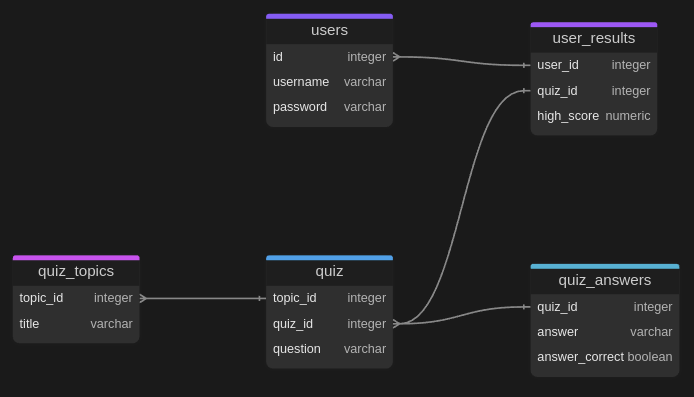 users
id integer
username varchar
password varchar
user_results
user_id integer
quiz_id integer
high_score numeric
quiz_topics
topic_id integer
title varchar
quiz
topic_id integer
quiz_id integer
question varchar
quiz_answers
quiz_id integer
answer varchar
answer_correct boolean